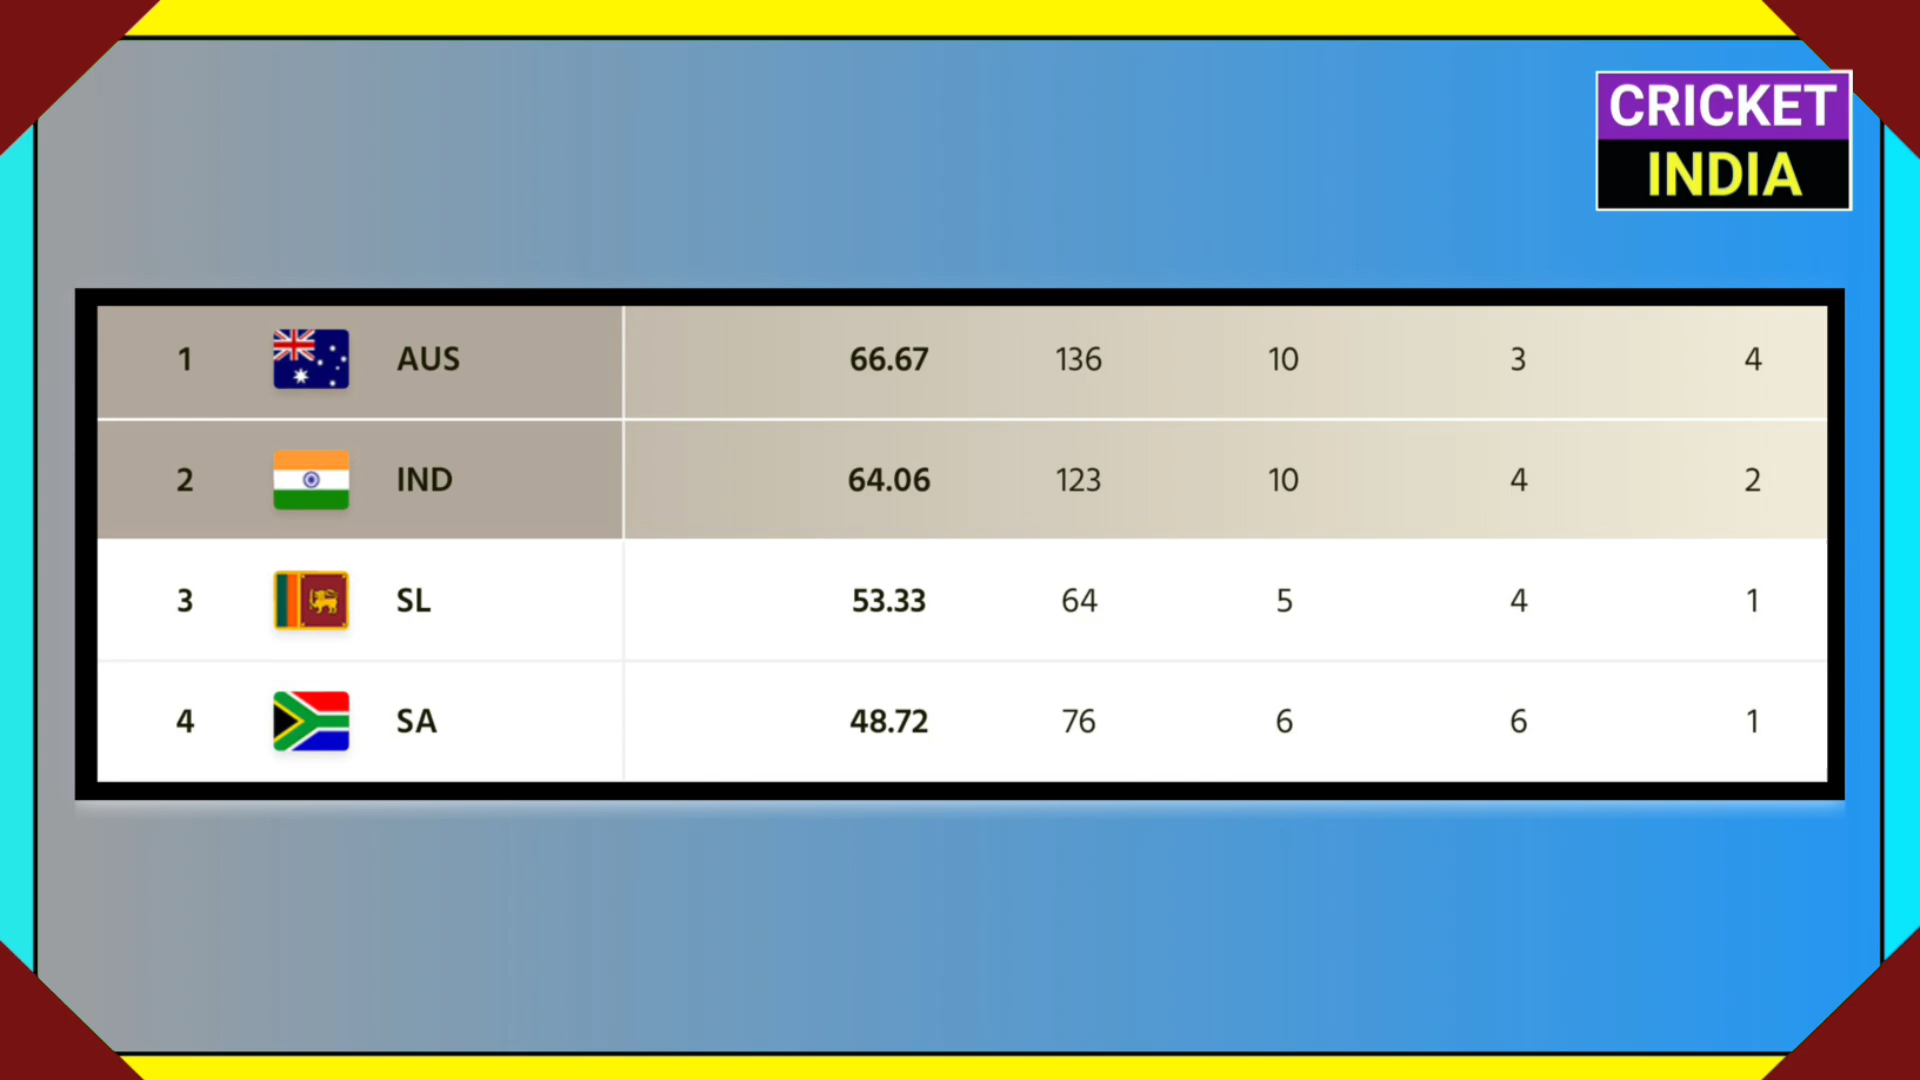 CRICKET
INDIA
1 AUS 66.67 136 10 3 4
2 IND 64.06 123 10 4 2
3 SL 53.33 64 5 4 1
4 SA 48.72 76 6 6 1